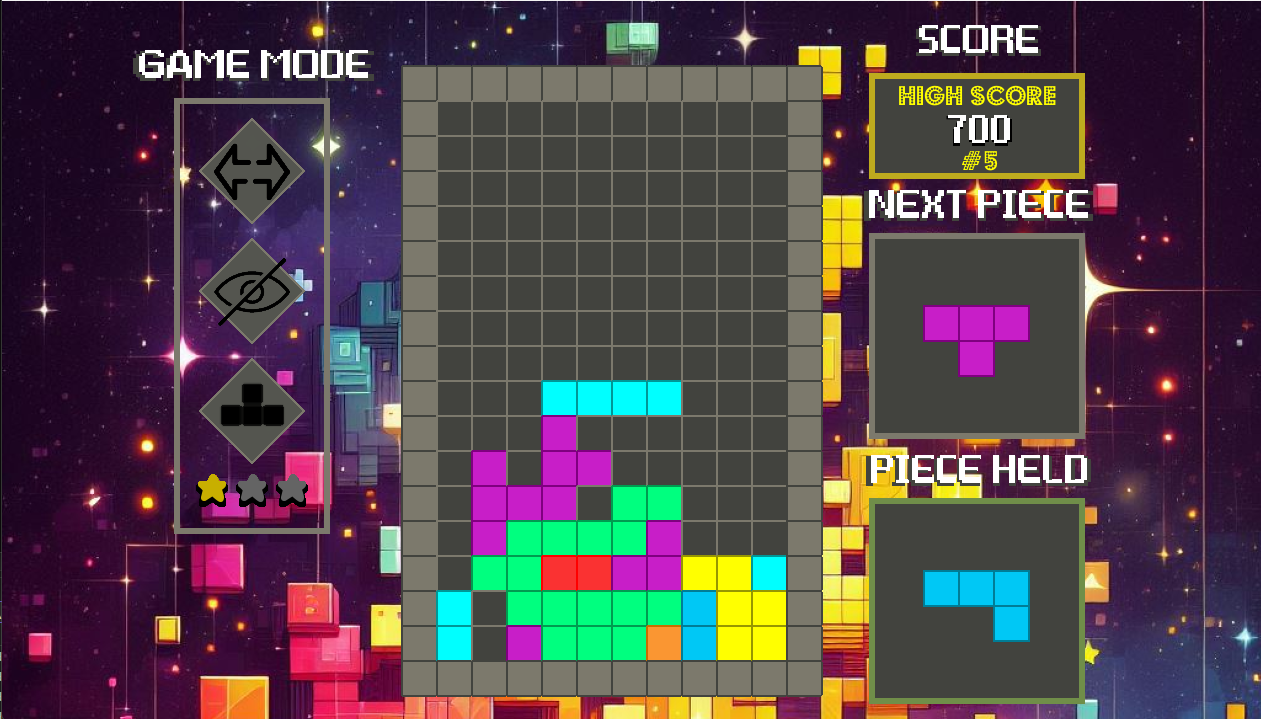 GAME MODE
SCORE
HIGH SCORE
700
#5
NEXT PIECE
PIECE HELD